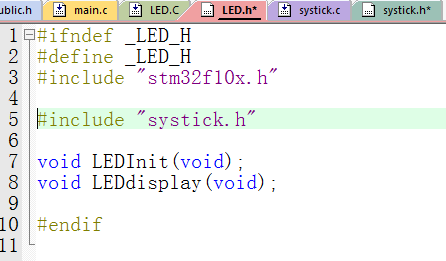 ublic.h main.c LED.C LED.h* systick.c systick.h*
1 #ifndef _LED_H
2 #define _LED_H
3 #include "stm32f10x.h"
4
5 #include "systick.h"
6
7 void LEDInit(void);
8 void LEDdisplay(void);
9
10 #endif
11